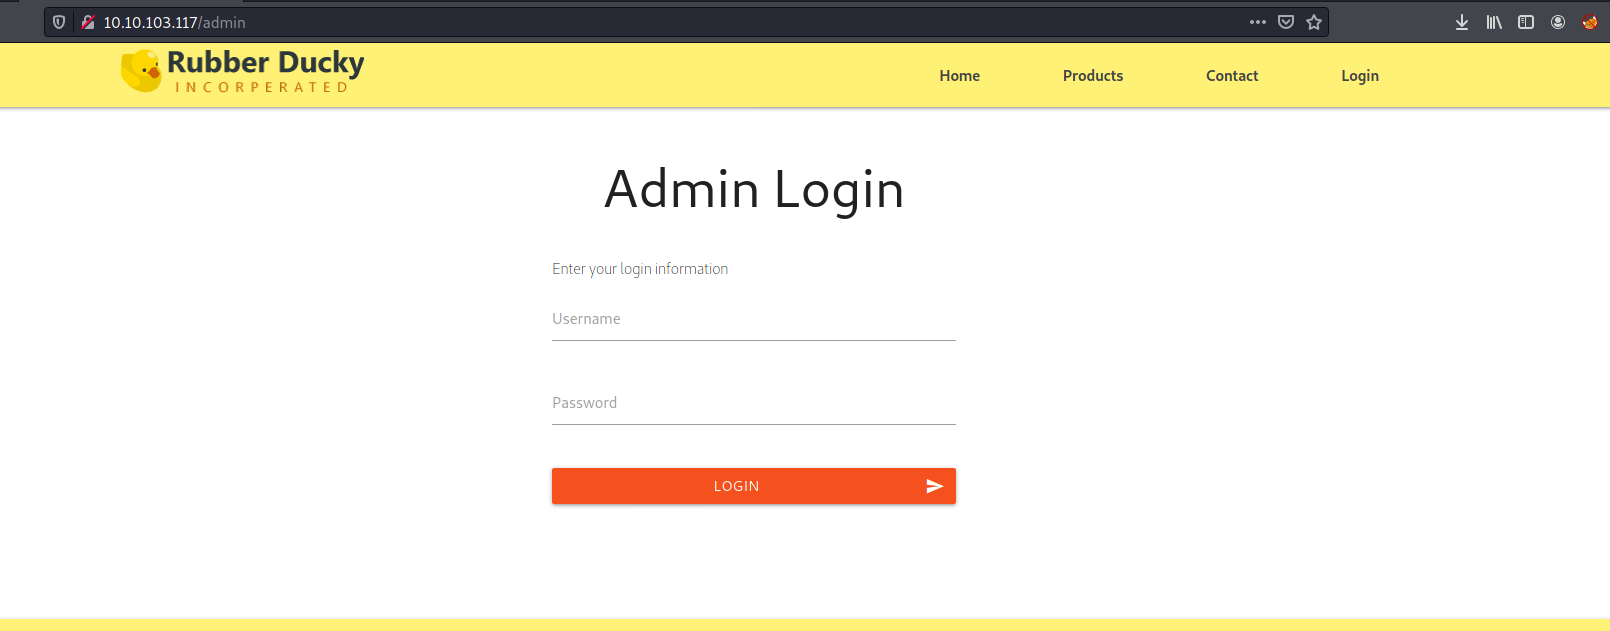 10.10.103.117/admin
Rubber Ducky
INCORPERATED
Home Products Contact Login
Admin Login
Enter your login information
Username
Password
LOGIN